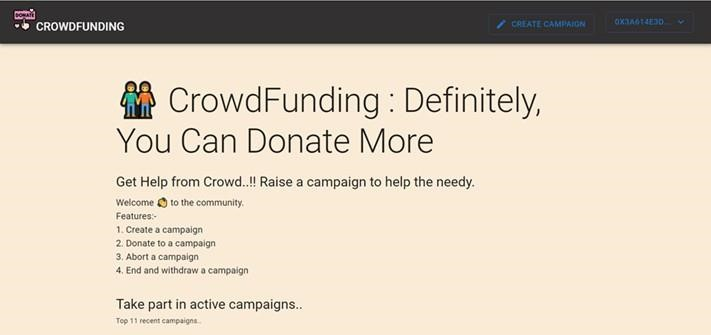 DONATE
CROWDFUNDING
CREATE CAMPAIGN
0X3A614E3D...
CrowdFunding : Definitely,
You Can Donate More
Get Help from Crowd..!! Raise a campaign to help the needy.
Welcome to the community.
Features:-
1. Create a campaign
2. Donate to a campaign
3. Abort a campaign
4. End and withdraw a campaign
Take part in active campaigns..
Top 11 recent campaigns..